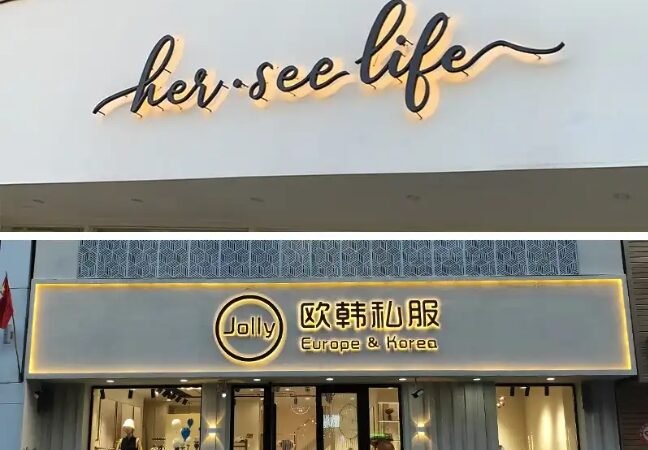 her·see life
Jolly
欧韩私服
Europe & Korea